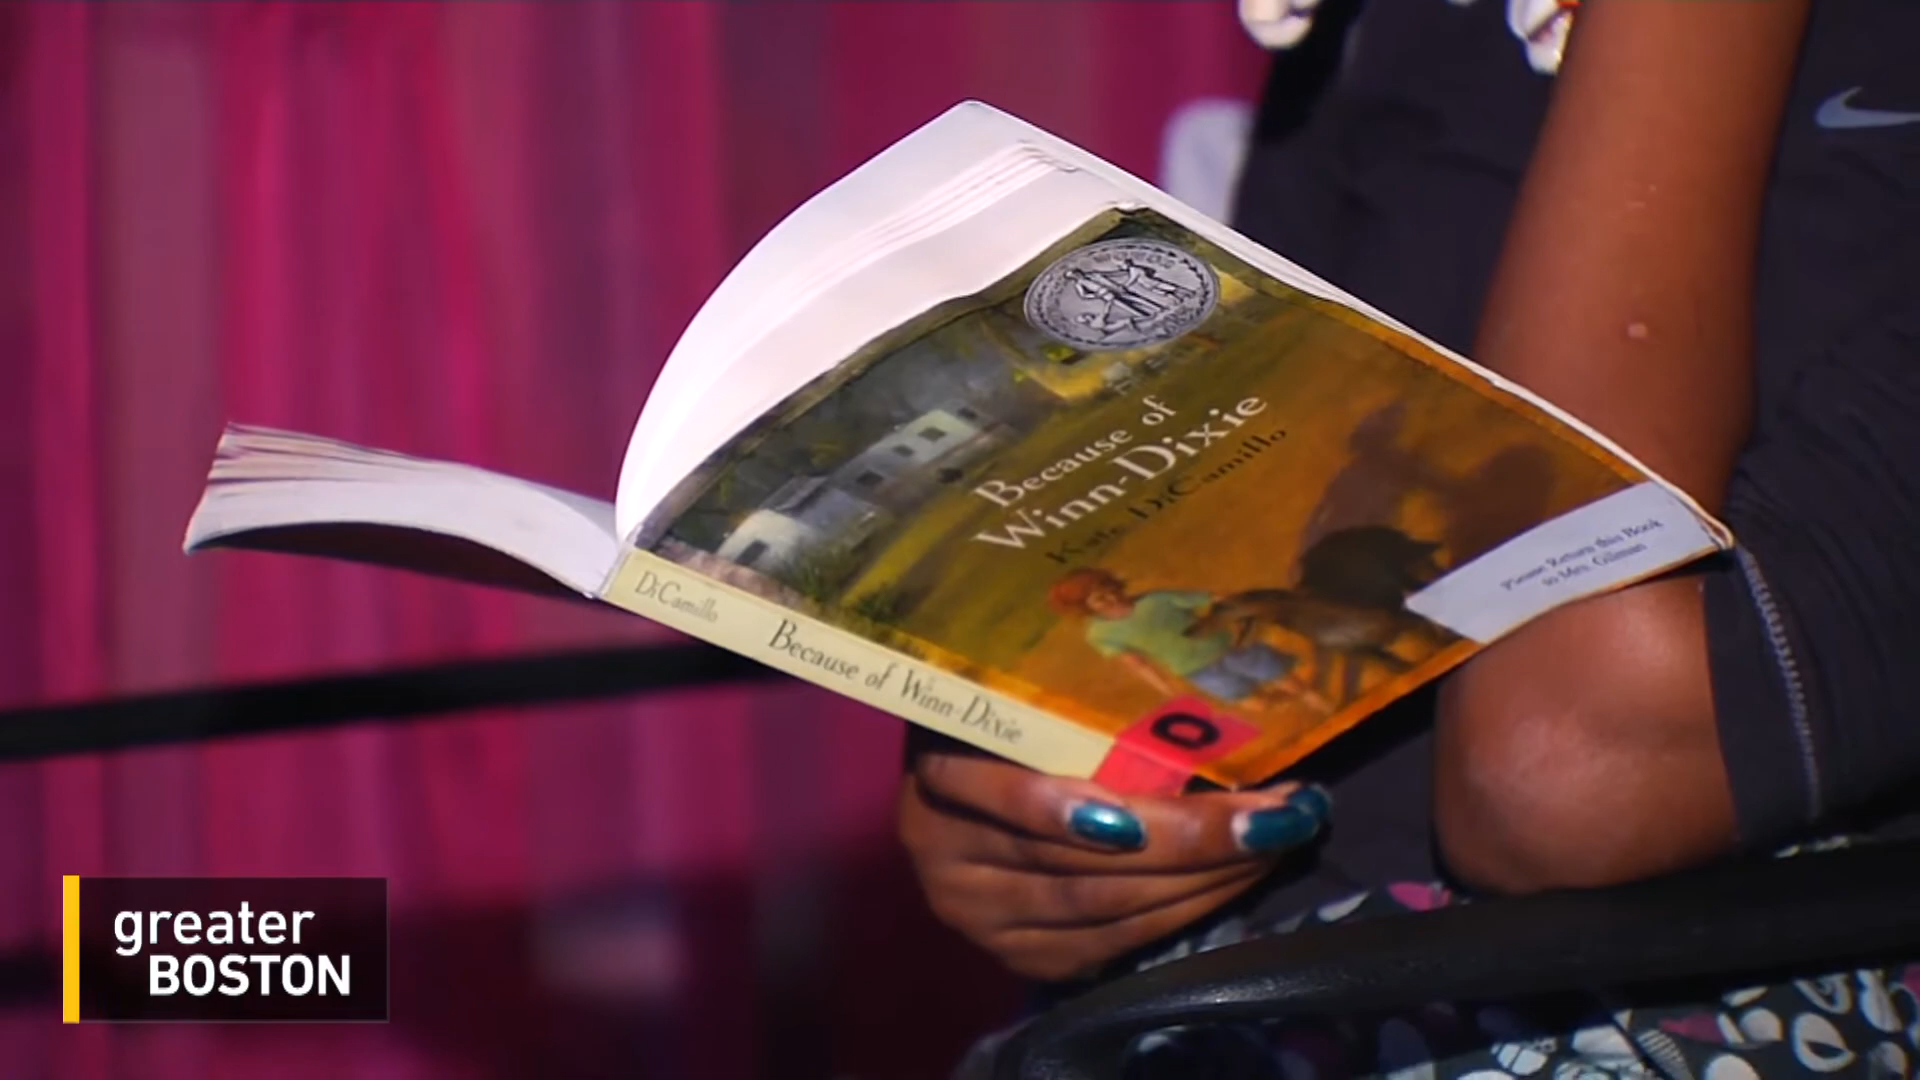 Because of
Winn-Dixie
Kate DiCamillo
Please Return this Book
to Mrs. Gilman
DiCamillo Because of Winn-Dixie
O
greater
BOSTON